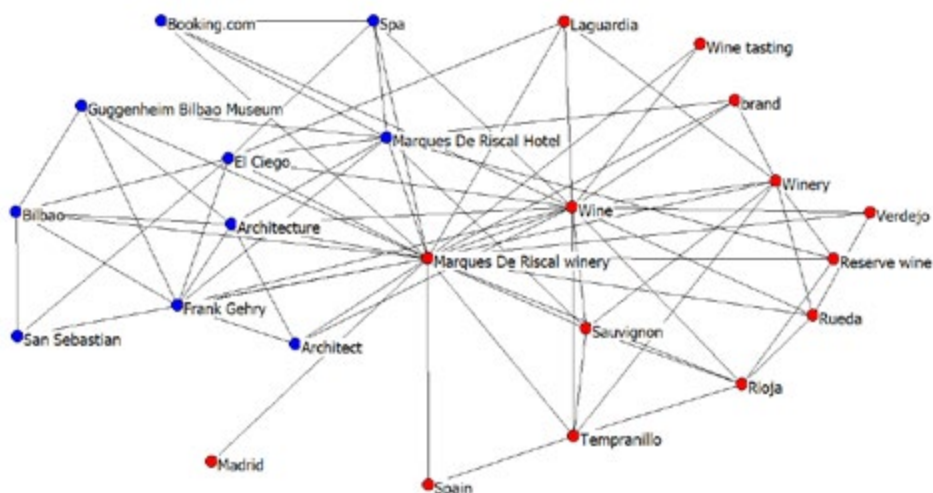 Booking.com
Spa
Laguardia
Wine tasting
Guggenheim Bilbao Museum
brand
Marques De Riscal Hotel
El Ciego
Winery
Bilbao
Architecture
Wine
Verdejo
Marques De Riscal winery
Reserve wine
Frank Gehry
Rueda
San Sebastian
Architect
Sauvignon
Rioja
Tempranillo
Madrid
Spain